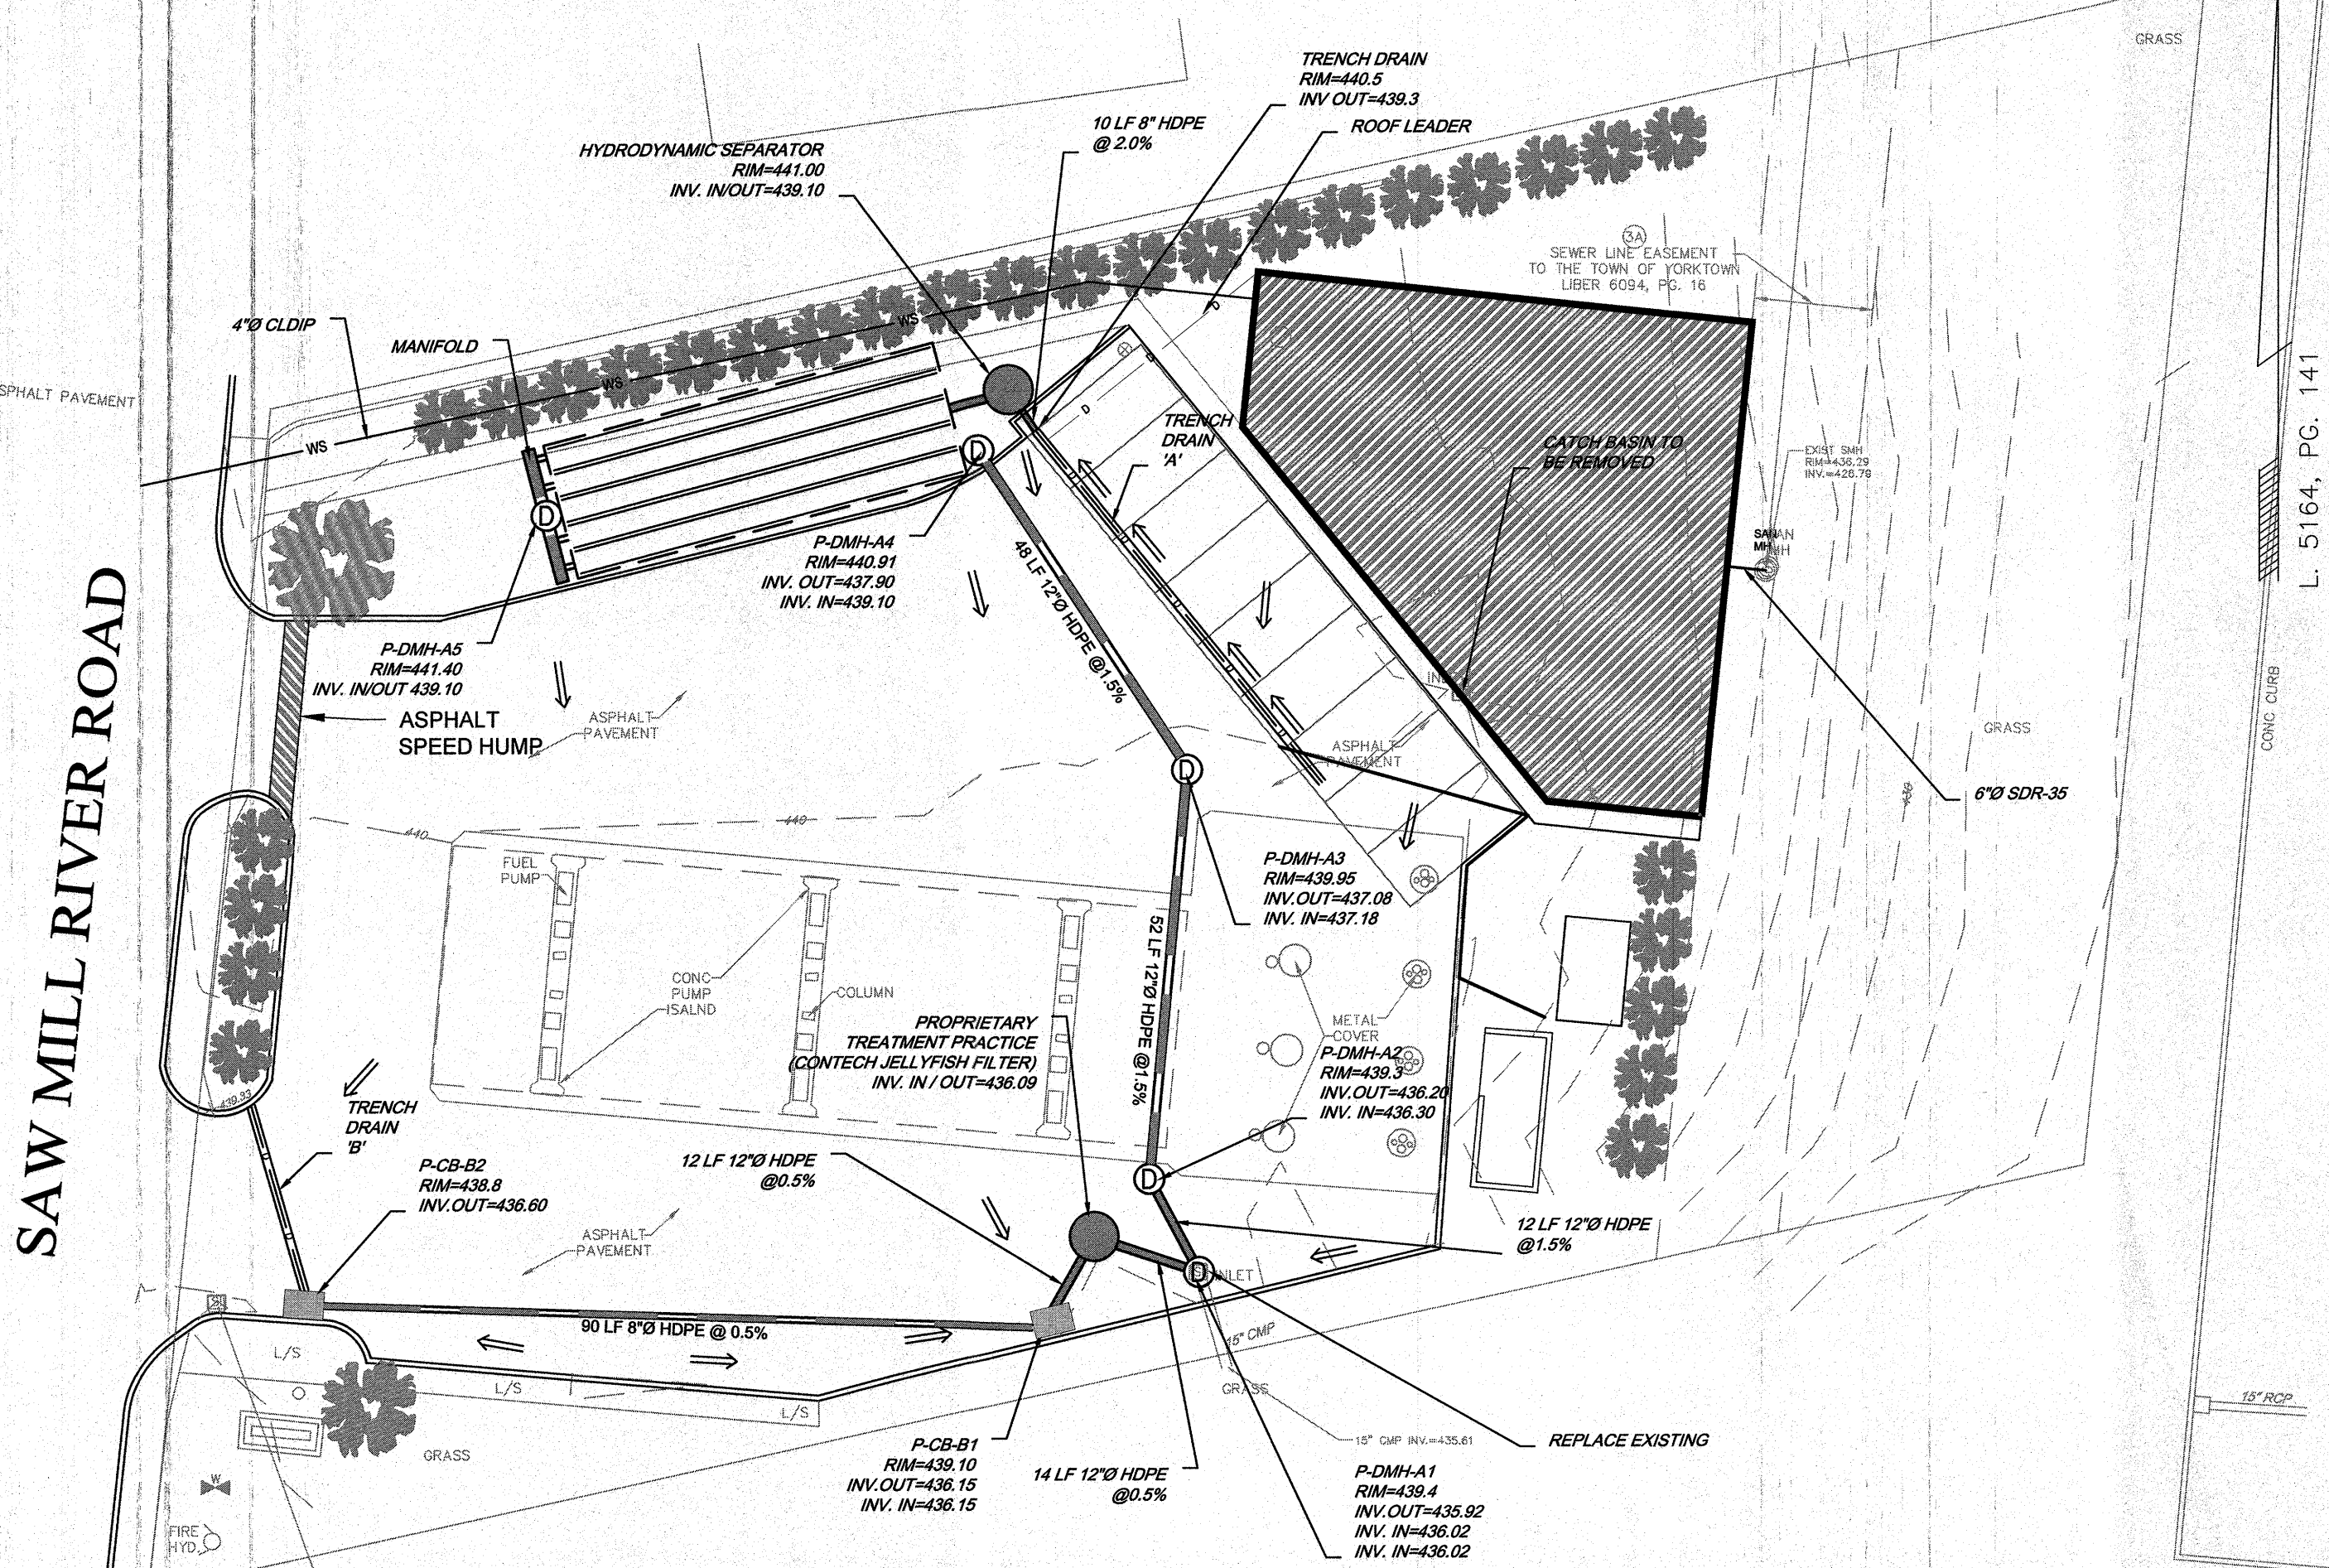 GRASS
TRENCH DRAIN
RIM=440.5
INV OUT=439.3
10 LF 8" HDPE
@ 2.0%
ROOF LEADER
HYDRODYNAMIC SEPARATOR
RIM=441.00
INV. IN/OUT=439.10
3A
SEWER LINE EASEMENT
TO THE TOWN OF YORKTOWN
LIBER 6094, PG. 16
4"Ø CLDIP
MANIFOLD
WS
WS
WS
D
D
D
SPHALT PAVEMENT
TRENCH
DRAIN
'A'
CATCH BASIN TO
BE REMOVED
EXIST SMH
RIM=436.29
INV.=428.79
L. 5164, PG. 141
D
D
P-DMH-A4
RIM=440.91
INV. OUT=437.90
INV. IN=439.10
48 LF 12"Ø HDPE @1.5%
SAN
MH
P-DMH-A5
RIM=441.40
INV. IN/OUT 439.10
ASPHALT
SPEED HUMP
ASPHALT
PAVEMENT
ASPHALT
PAVEMENT
D
GRASS
CONC CURB
6"Ø SDR-35
SAW MILL RIVER ROAD
440
440
438
FUEL
PUMP
P-DMH-A3
RIM=439.95
INV.OUT=437.08
INV. IN=437.18
52 LF 12"Ø HDPE @1.5%
CONC
PUMP
ISALND
COLUMN
PROPRIETARY
TREATMENT PRACTICE
(CONTECH JELLYFISH FILTER)
INV. IN / OUT=436.09
METAL
COVER
P-DMH-A2
RIM=439.3
INV.OUT=436.20
INV. IN=436.30
439.93
TRENCH
DRAIN
'B'
P-CB-B2
RIM=438.8
INV.OUT=436.60
12 LF 12"Ø HDPE
@0.5%
D
12 LF 12"Ø HDPE
@1.5%
ASPHALT
PAVEMENT
D
INLET
90 LF 8"Ø HDPE @ 0.5%
15" CMP
L/S
L/S
L/S
GRASS
GRASS
15" RCP
P-CB-B1
RIM=439.10
INV.OUT=436.15
INV. IN=436.15
14 LF 12"Ø HDPE
@0.5%
15" CMP INV.=435.61
REPLACE EXISTING
P-DMH-A1
RIM=439.4
INV.OUT=435.92
INV. IN=436.02
INV. IN=436.02
W
FIRE
HYD.